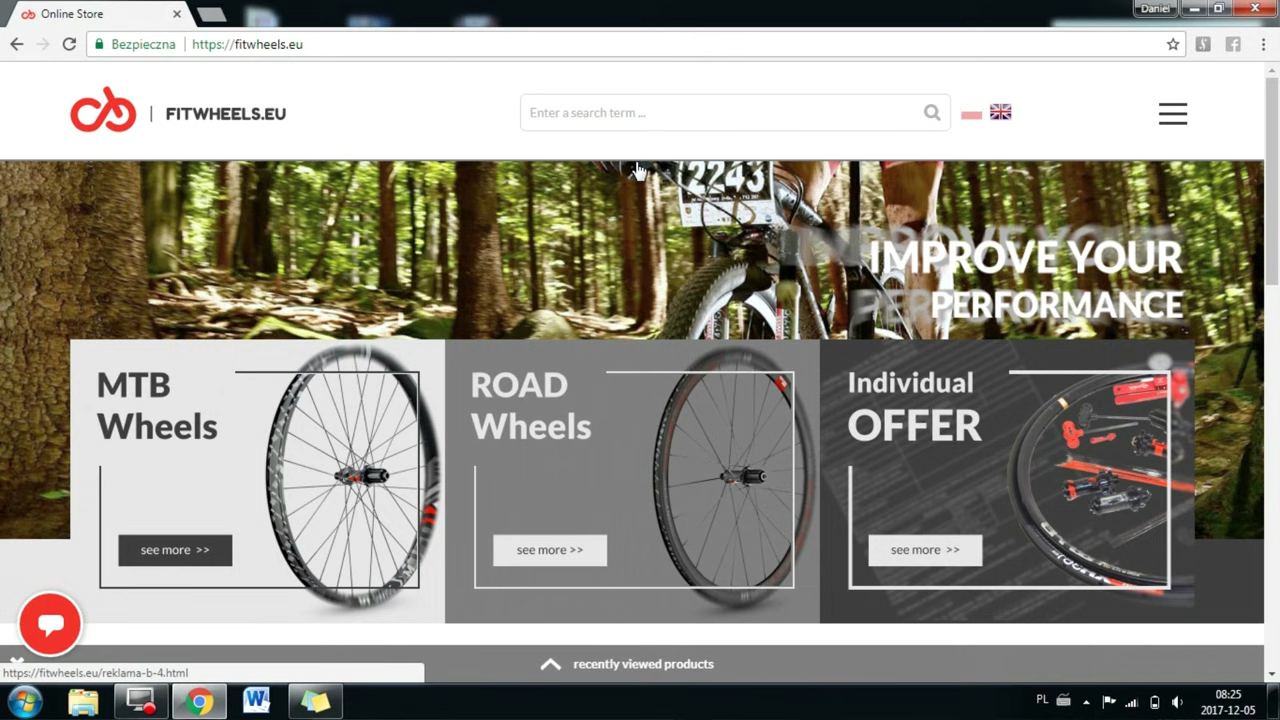 Online Store
Daniel
Bezpieczna
https://fitwheels.eu
FITWHEELS.EU
Enter a search term ...
2243
IMPROVE YOUR
PERFORMANCE
MTB
Wheels
see more >>
ROAD
Wheels
see more >>
Individual
OFFER
see more >>
recently viewed products
https://fitwheels.eu/reklama-b-4.html
PL
08:25
2017-12-05